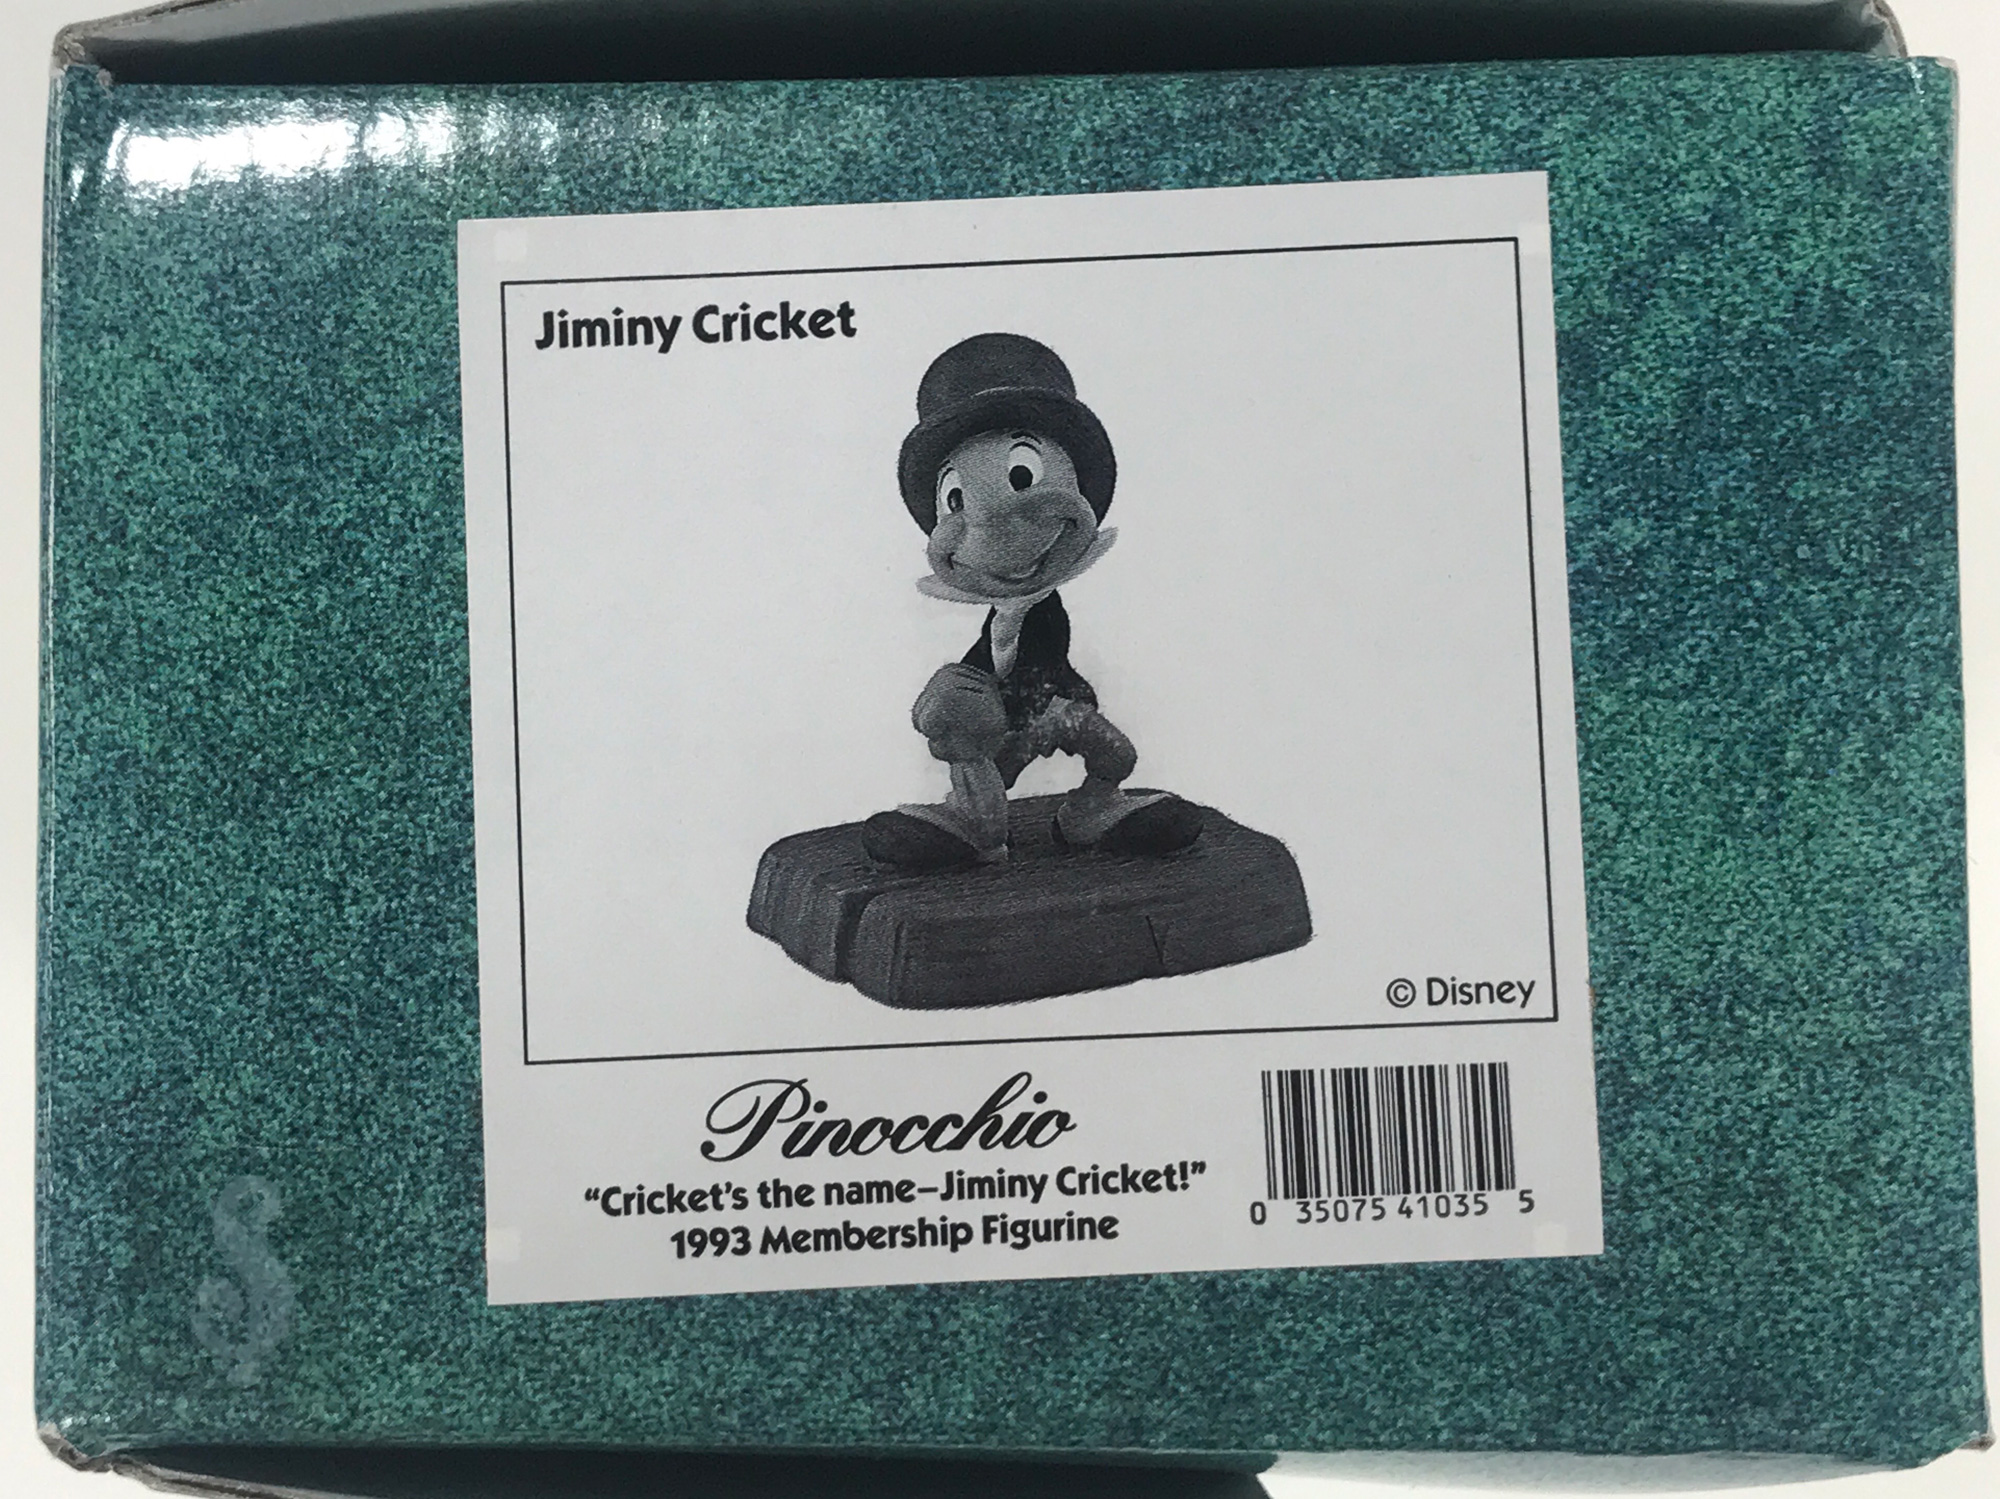 Jiminy Cricket
© Disney
Pinocchio
“Cricket’s the name–Jiminy Cricket!”
1993 Membership Figurine
0 35075 41035 5